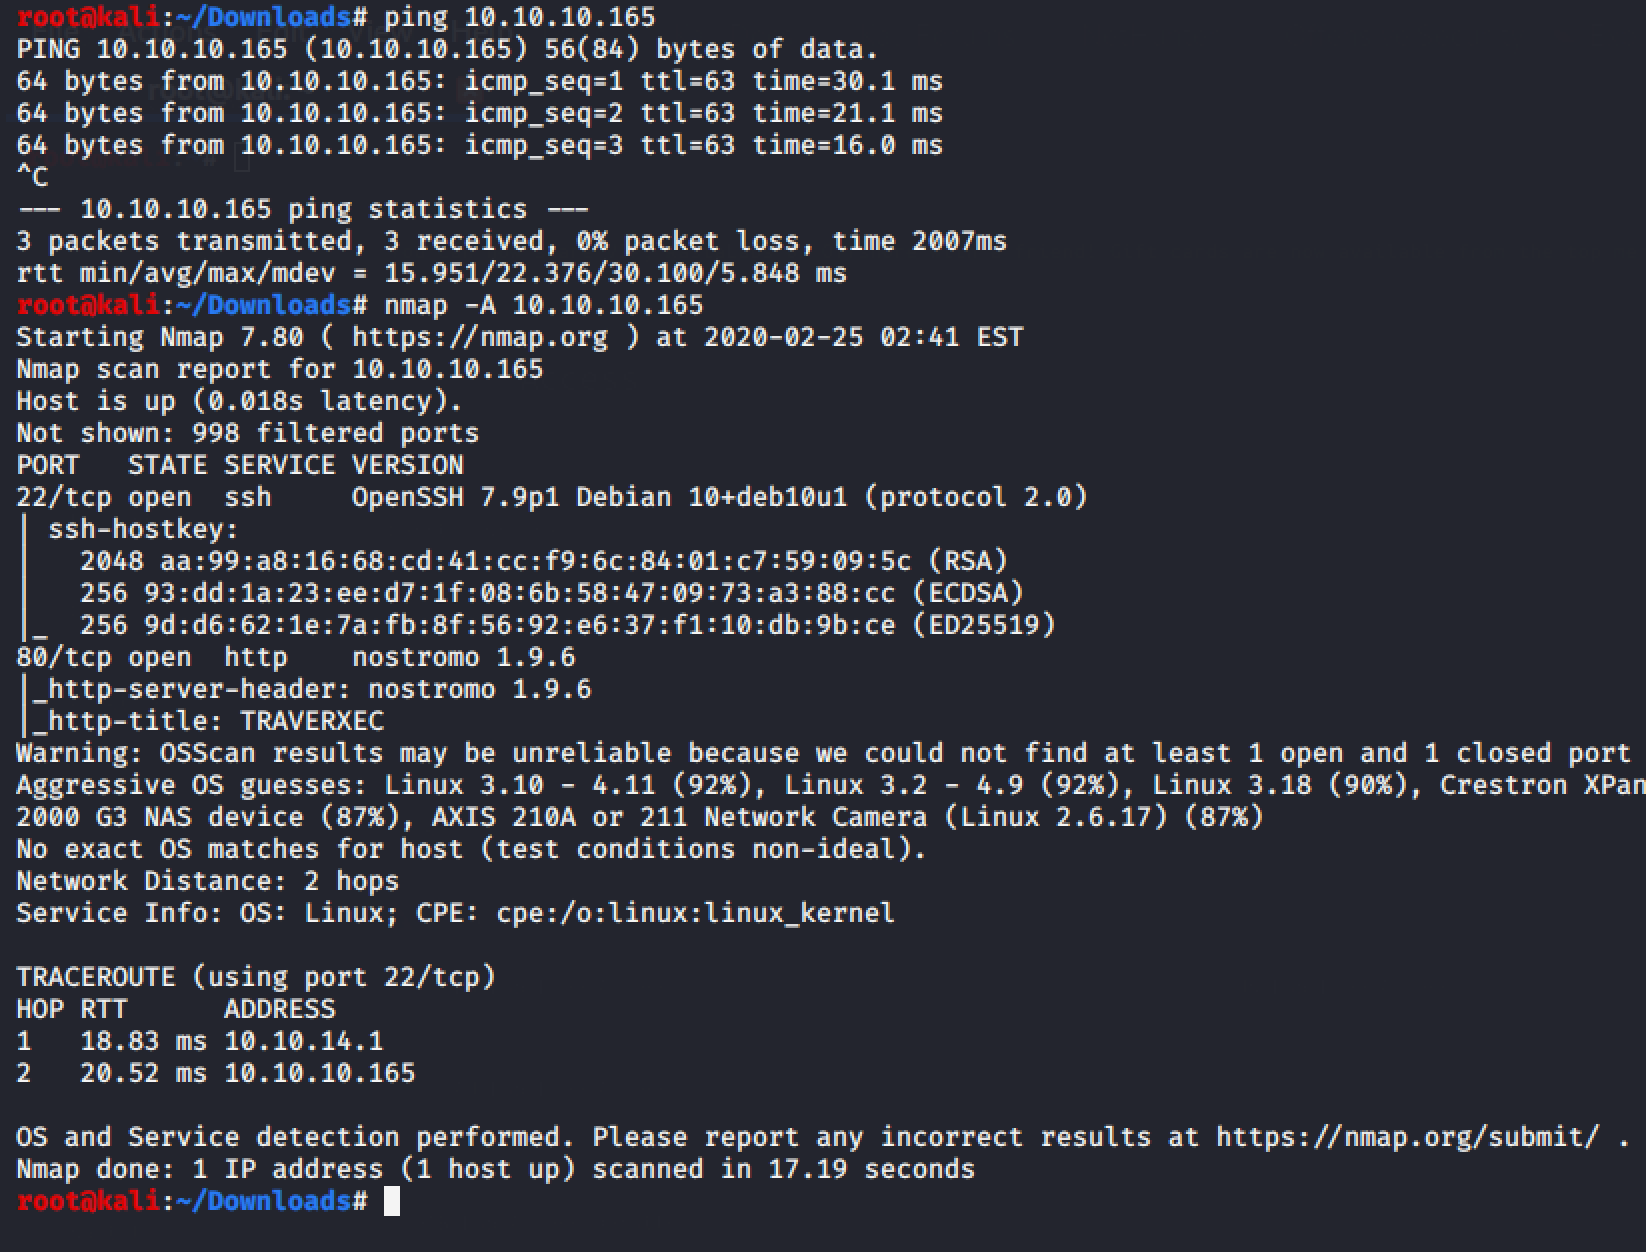 root@kali:~/Downloads# ping 10.10.10.165
PING 10.10.10.165 (10.10.10.165) 56(84) bytes of data.
64 bytes from 10.10.10.165: icmp_seq=1 ttl=63 time=30.1 ms
64 bytes from 10.10.10.165: icmp_seq=2 ttl=63 time=21.1 ms
64 bytes from 10.10.10.165: icmp_seq=3 ttl=63 time=16.0 ms
^C
--- 10.10.10.165 ping statistics ---
3 packets transmitted, 3 received, 0% packet loss, time 2007ms
rtt min/avg/max/mdev = 15.951/22.376/30.100/5.848 ms
root@kali:~/Downloads# nmap -A 10.10.10.165
Starting Nmap 7.80 ( https://nmap.org ) at 2020-02-25 02:41 EST
Nmap scan report for 10.10.10.165
Host is up (0.018s latency).
Not shown: 998 filtered ports
PORT   STATE SERVICE VERSION
22/tcp open  ssh     OpenSSH 7.9p1 Debian 10+deb10u1 (protocol 2.0)
| ssh-hostkey:
|   2048 aa:99:a8:16:68:cd:41:cc:f9:6c:84:01:c7:59:09:5c (RSA)
|   256 93:dd:1a:23:ee:d7:1f:08:6b:58:47:09:73:a3:88:cc (ECDSA)
|_  256 9d:d6:62:1e:7a:fb:8f:56:92:e6:37:f1:10:db:9b:ce (ED25519)
80/tcp open  http    nostromo 1.9.6
|_http-server-header: nostromo 1.9.6
|_http-title: TRAVERXEC
Warning: OSScan results may be unreliable because we could not find at least 1 open and 1 closed port
Aggressive OS guesses: Linux 3.10 - 4.11 (92%), Linux 3.2 - 4.9 (92%), Linux 3.18 (90%), Crestron XPan
2000 G3 NAS device (87%), AXIS 210A or 211 Network Camera (Linux 2.6.17) (87%)
No exact OS matches for host (test conditions non-ideal).
Network Distance: 2 hops
Service Info: OS: Linux; CPE: cpe:/o:linux:linux_kernel
TRACEROUTE (using port 22/tcp)
HOP RTT      ADDRESS
1   18.83 ms 10.10.14.1
2   20.52 ms 10.10.10.165
OS and Service detection performed. Please report any incorrect results at https://nmap.org/submit/ .
Nmap done: 1 IP address (1 host up) scanned in 17.19 seconds
root@kali:~/Downloads#